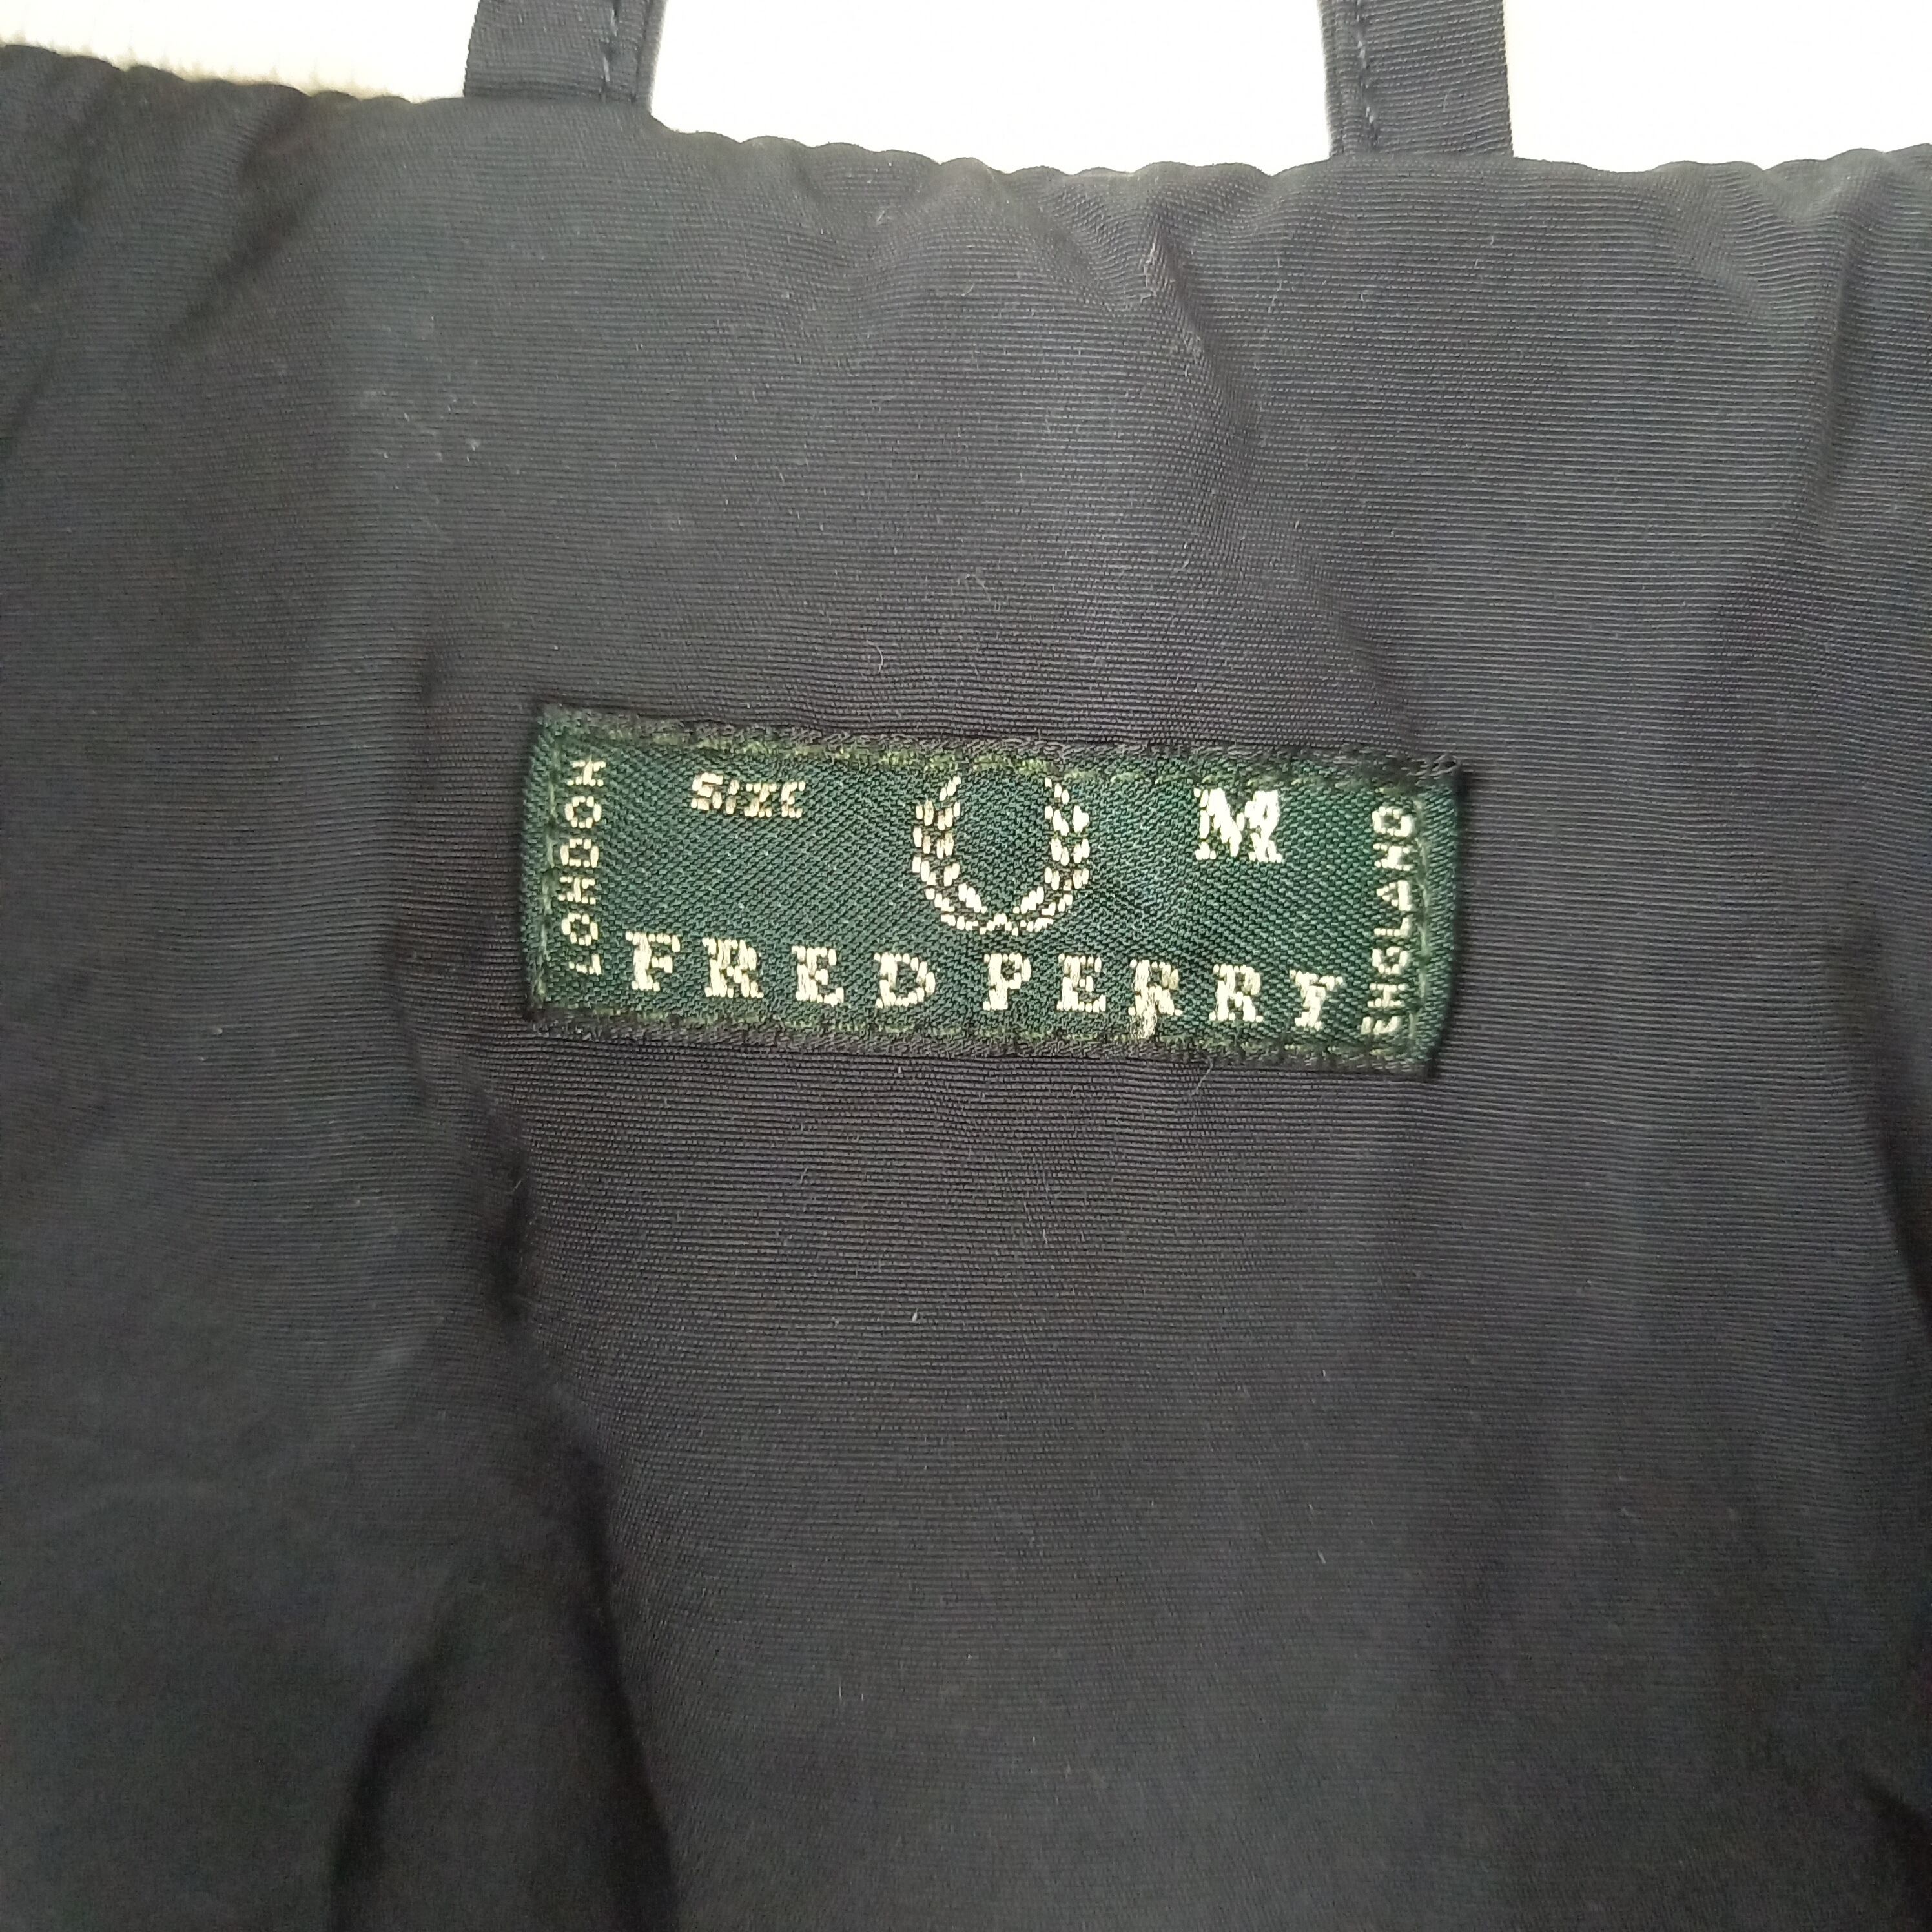 LONDON
SIZE M
FRED PERRY
ENGLAND